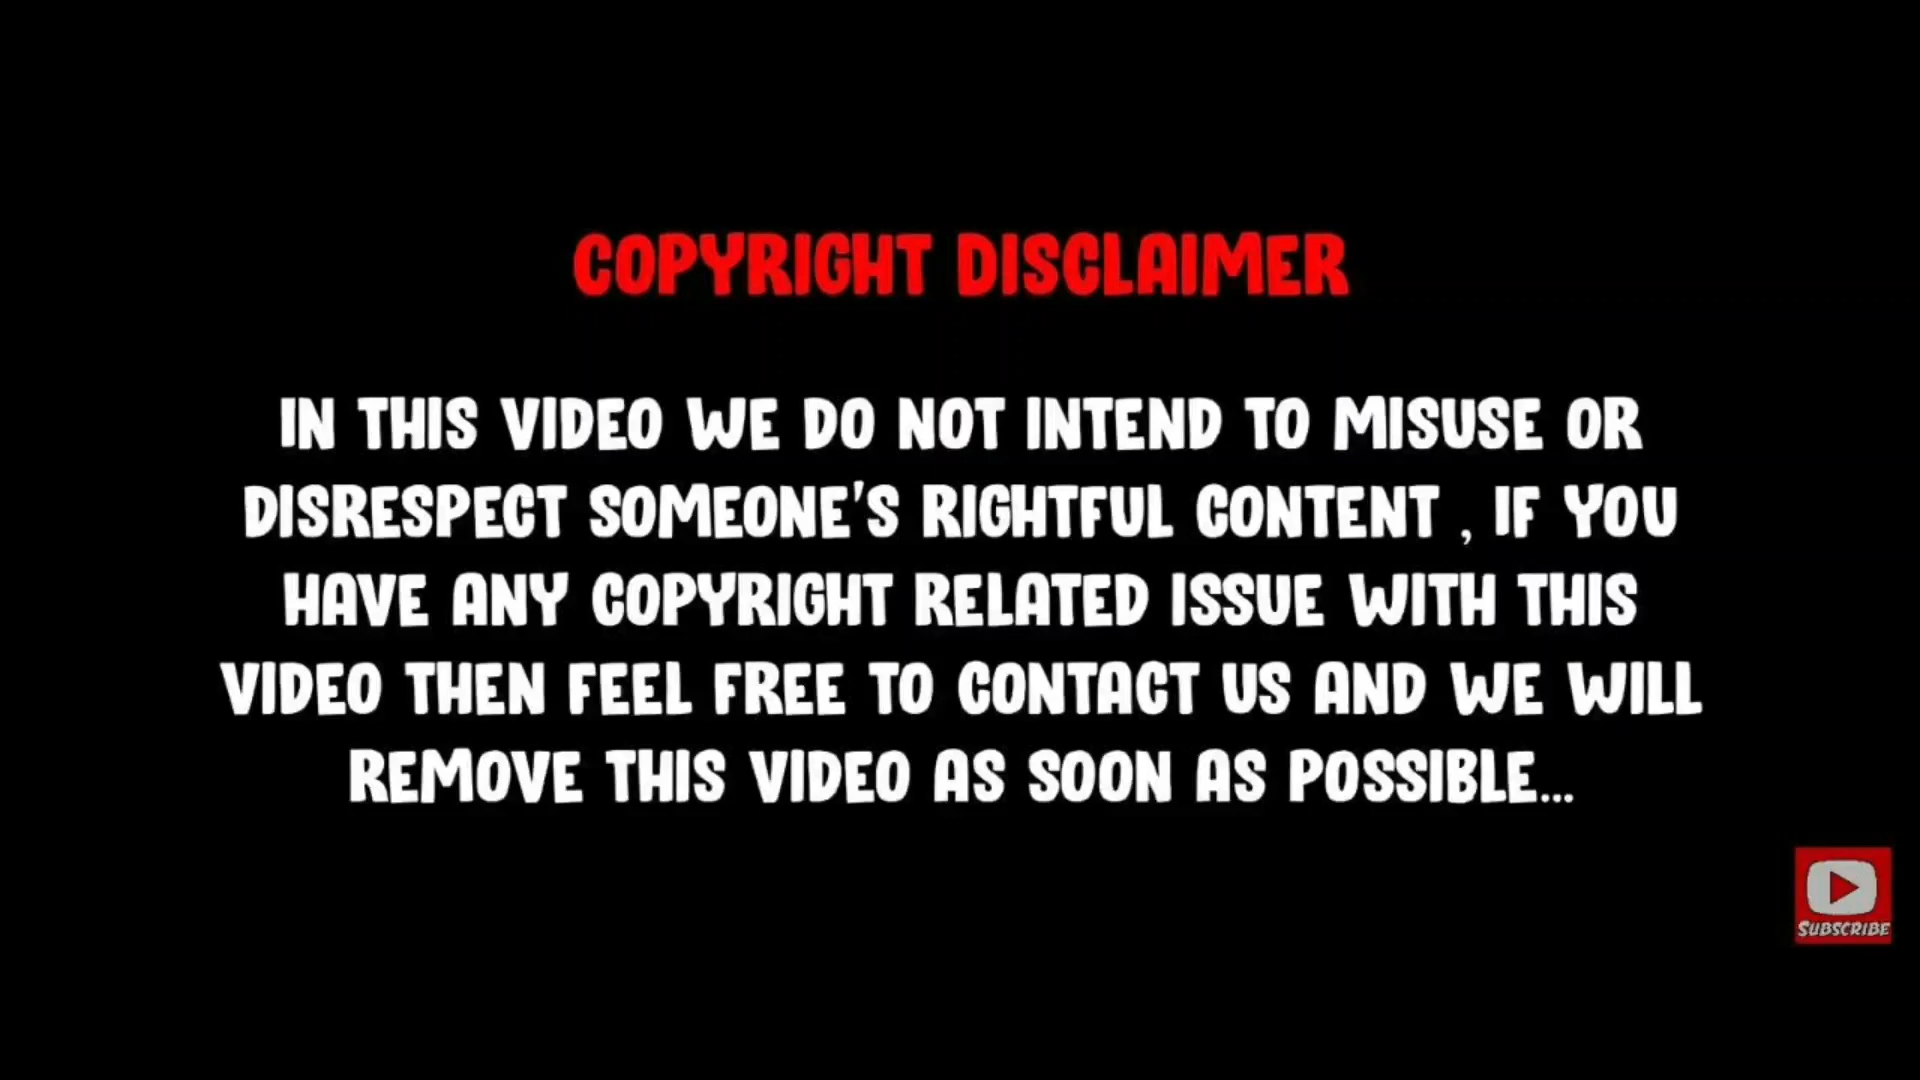 COPYRIGHT DISCLAIMER
IN THIS VIDEO WE DO NOT INTEND TO MISUSE OR
DISRESPECT SOMEONE'S RIGHTFUL CONTENT , IF YOU
HAVE ANY COPYRIGHT RELATED ISSUE WITH THIS
VIDEO THEN FEEL FREE TO CONTACT US AND WE WILL
REMOVE THIS VIDEO AS SOON AS POSSIBLE...
SUBSCRIBE